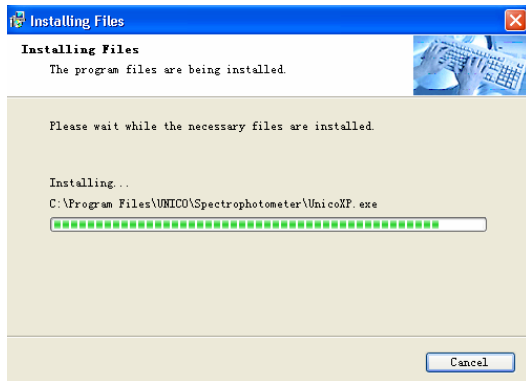 Installing Files
Installing Files
The program files are being installed.
Please wait while the necessary files are installed.
Installing...
C:\Program Files\UNICO\Spectrophotometer\UnicoXP.exe
Cancel